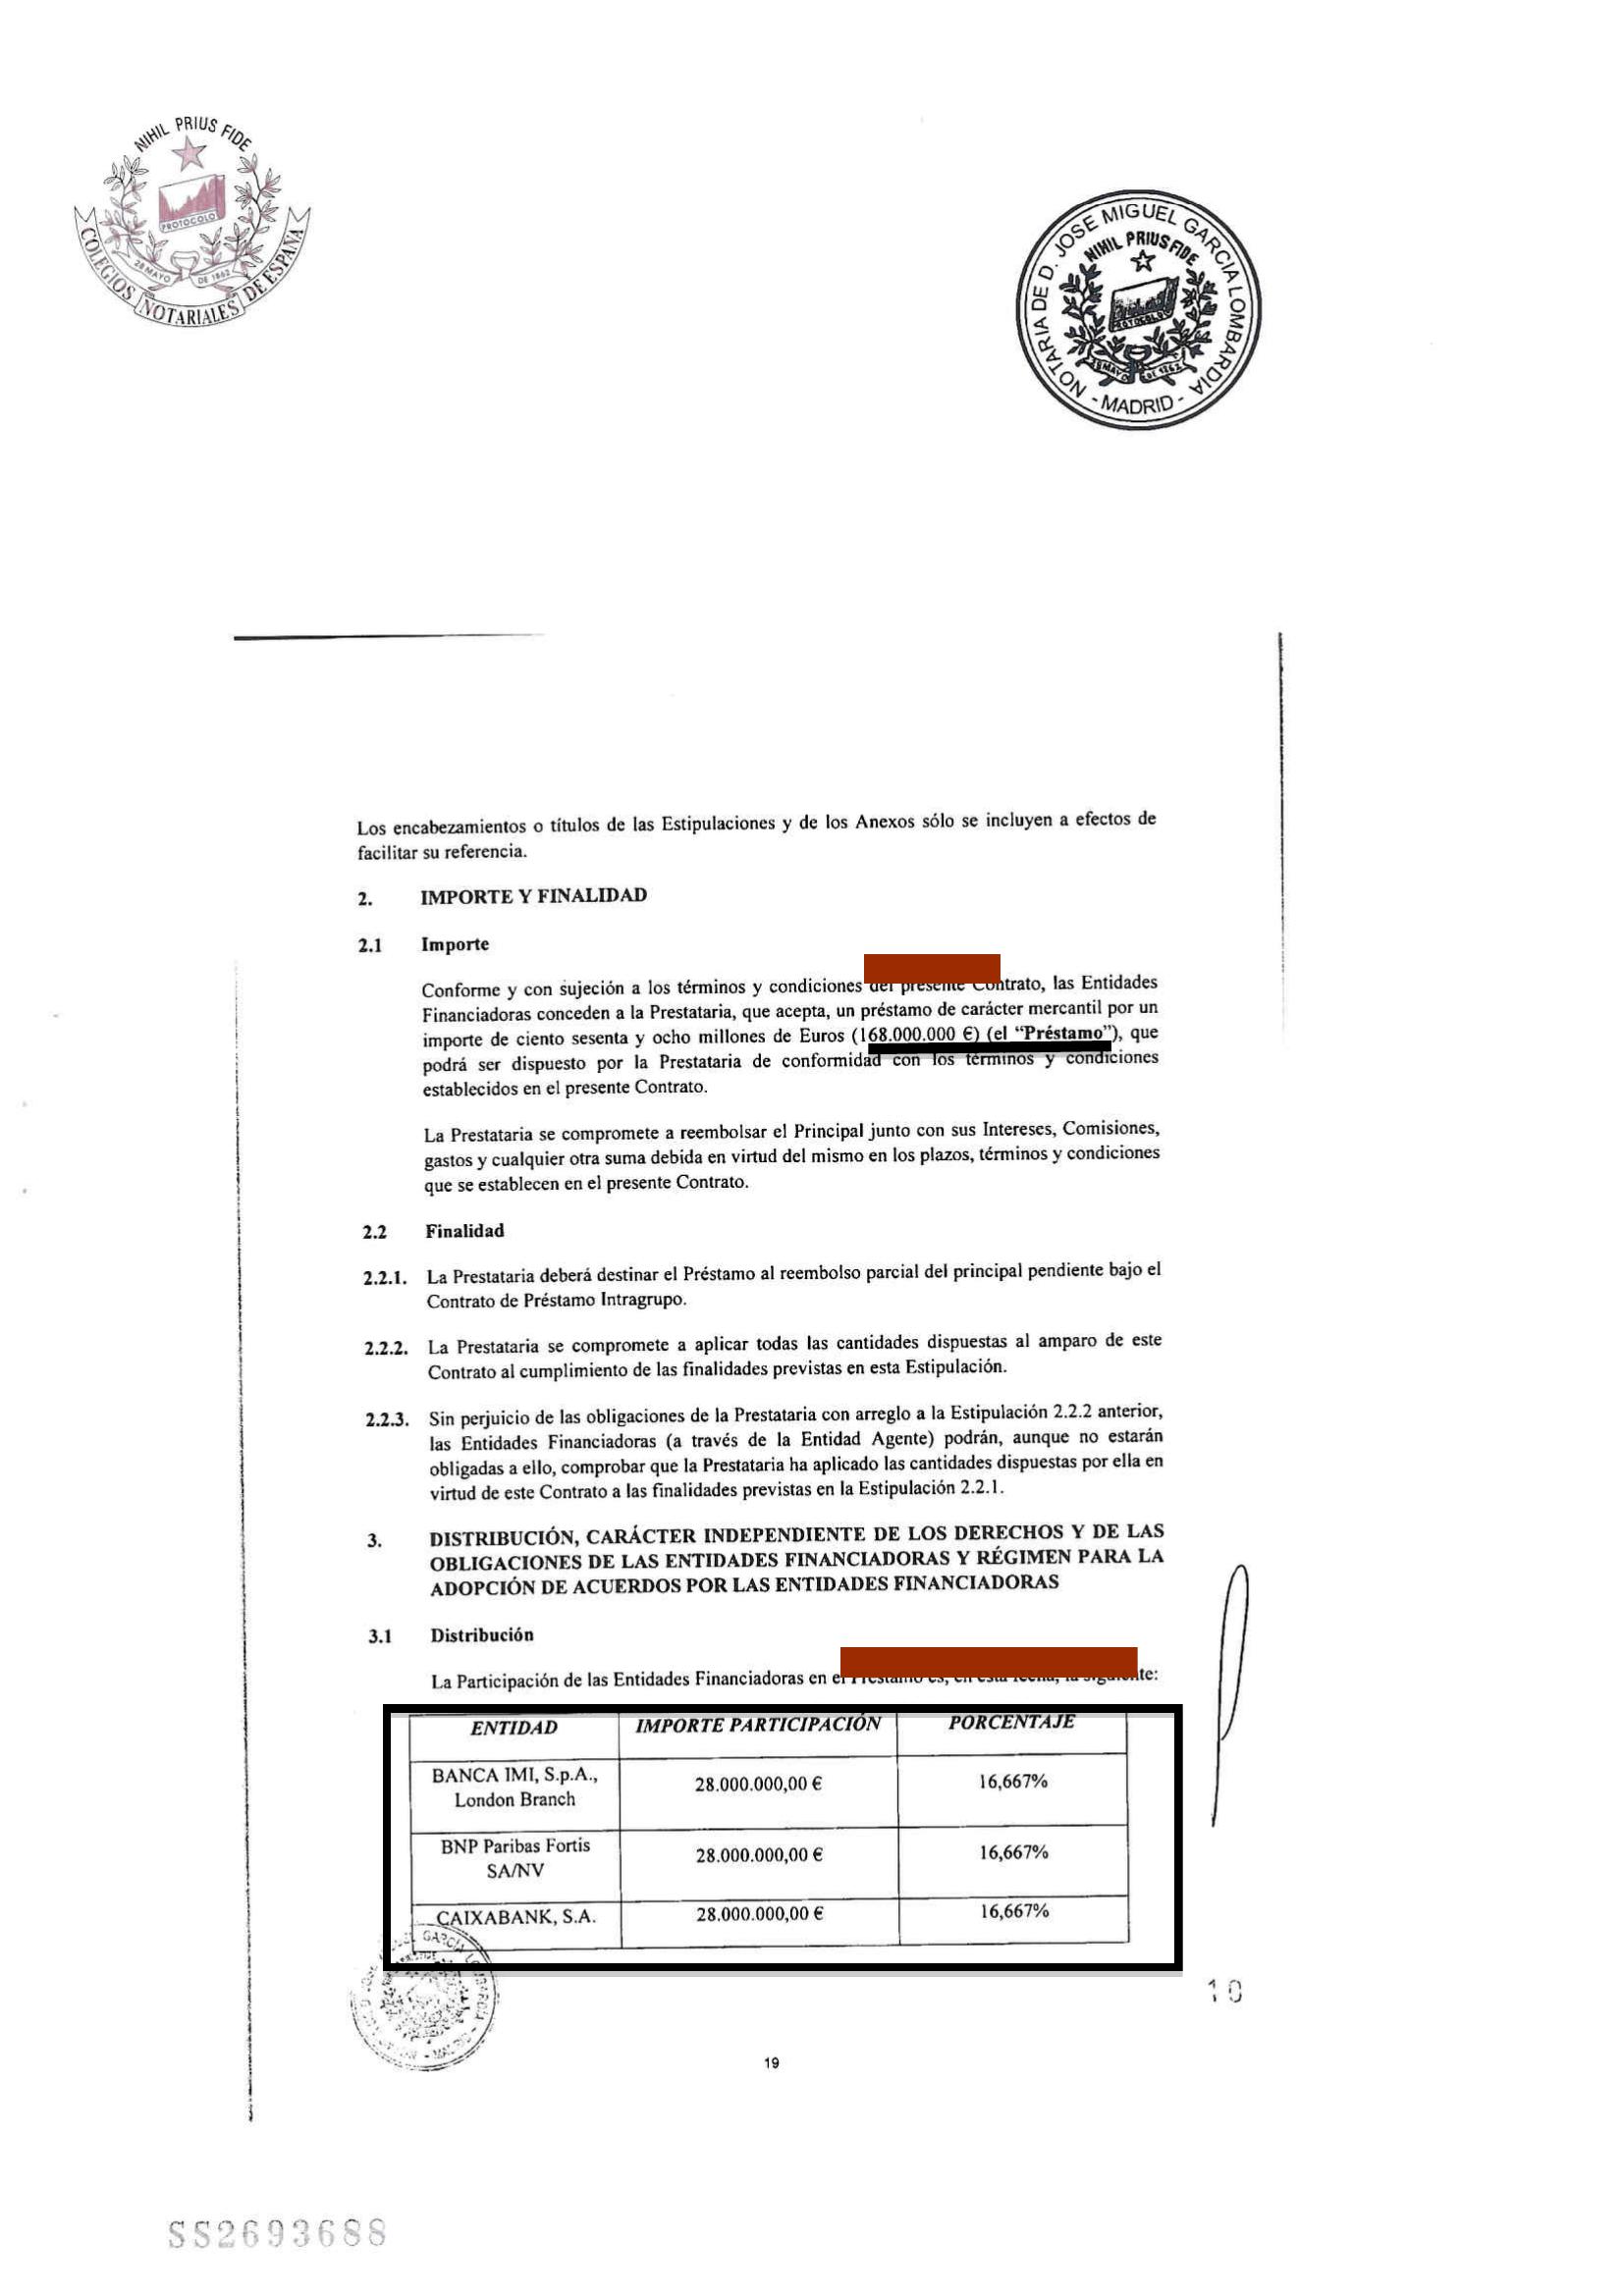 NIHIL PRIUS FIDE
PROTOCOLO
28 MAYO DE 1862
COLEGIOS NOTARIALES DE ESPAÑA
NOTARIA DE D. JOSE MIGUEL GARCIA LOMBARDIA
NIHIL PRIUS FIDE
PROTOCOLO
28 MAYO DE 1862
- MADRID -
Los encabezamientos o títulos de las Estipulaciones y de los Anexos sólo se incluyen a efectos de
facilitar su referencia.
2. IMPORTE Y FINALIDAD
2.1 Importe
Conforme y con sujeción a los términos y condiciones del presente Contrato, las Entidades
Financiadoras conceden a la Prestataria, que acepta, un préstamo de carácter mercantil por un
importe de ciento sesenta y ocho millones de Euros (168.000.000 €) (el “Préstamo”), que
podrá ser dispuesto por la Prestataria de conformidad con los términos y condiciones
establecidos en el presente Contrato.
La Prestataria se compromete a reembolsar el Principal junto con sus Intereses, Comisiones,
gastos y cualquier otra suma debida en virtud del mismo en los plazos, términos y condiciones
que se establecen en el presente Contrato.
2.2 Finalidad
2.2.1. La Prestataria deberá destinar el Préstamo al reembolso parcial del principal pendiente bajo el
Contrato de Préstamo Intragrupo.
2.2.2. La Prestataria se compromete a aplicar todas las cantidades dispuestas al amparo de este
Contrato al cumplimiento de las finalidades previstas en esta Estipulación.
2.2.3. Sin perjuicio de las obligaciones de la Prestataria con arreglo a la Estipulación 2.2.2 anterior,
las Entidades Financiadoras (a través de la Entidad Agente) podrán, aunque no estarán
obligadas a ello, comprobar que la Prestataria ha aplicado las cantidades dispuestas por ella en
virtud de este Contrato a las finalidades previstas en la Estipulación 2.2.1.
3. DISTRIBUCIÓN, CARÁCTER INDEPENDIENTE DE LOS DERECHOS Y DE LAS
OBLIGACIONES DE LAS ENTIDADES FINANCIADORAS Y RÉGIMEN PARA LA
ADOPCIÓN DE ACUERDOS POR LAS ENTIDADES FINANCIADORAS
3.1 Distribución
La Participación de las Entidades Financiadoras en el Préstamo es, en esta fecha, la siguiente:
ENTIDAD IMPORTE PARTICIPACIÓN PORCENTAJE
BANCA IMI, S.p.A.,
London Branch 28.000.000,00 € 16,667%
BNP Paribas Fortis
SA/NV 28.000.000,00 € 16,667%
CAIXABANK, S.A. 28.000.000,00 € 16,667%
10
19
SS2693688